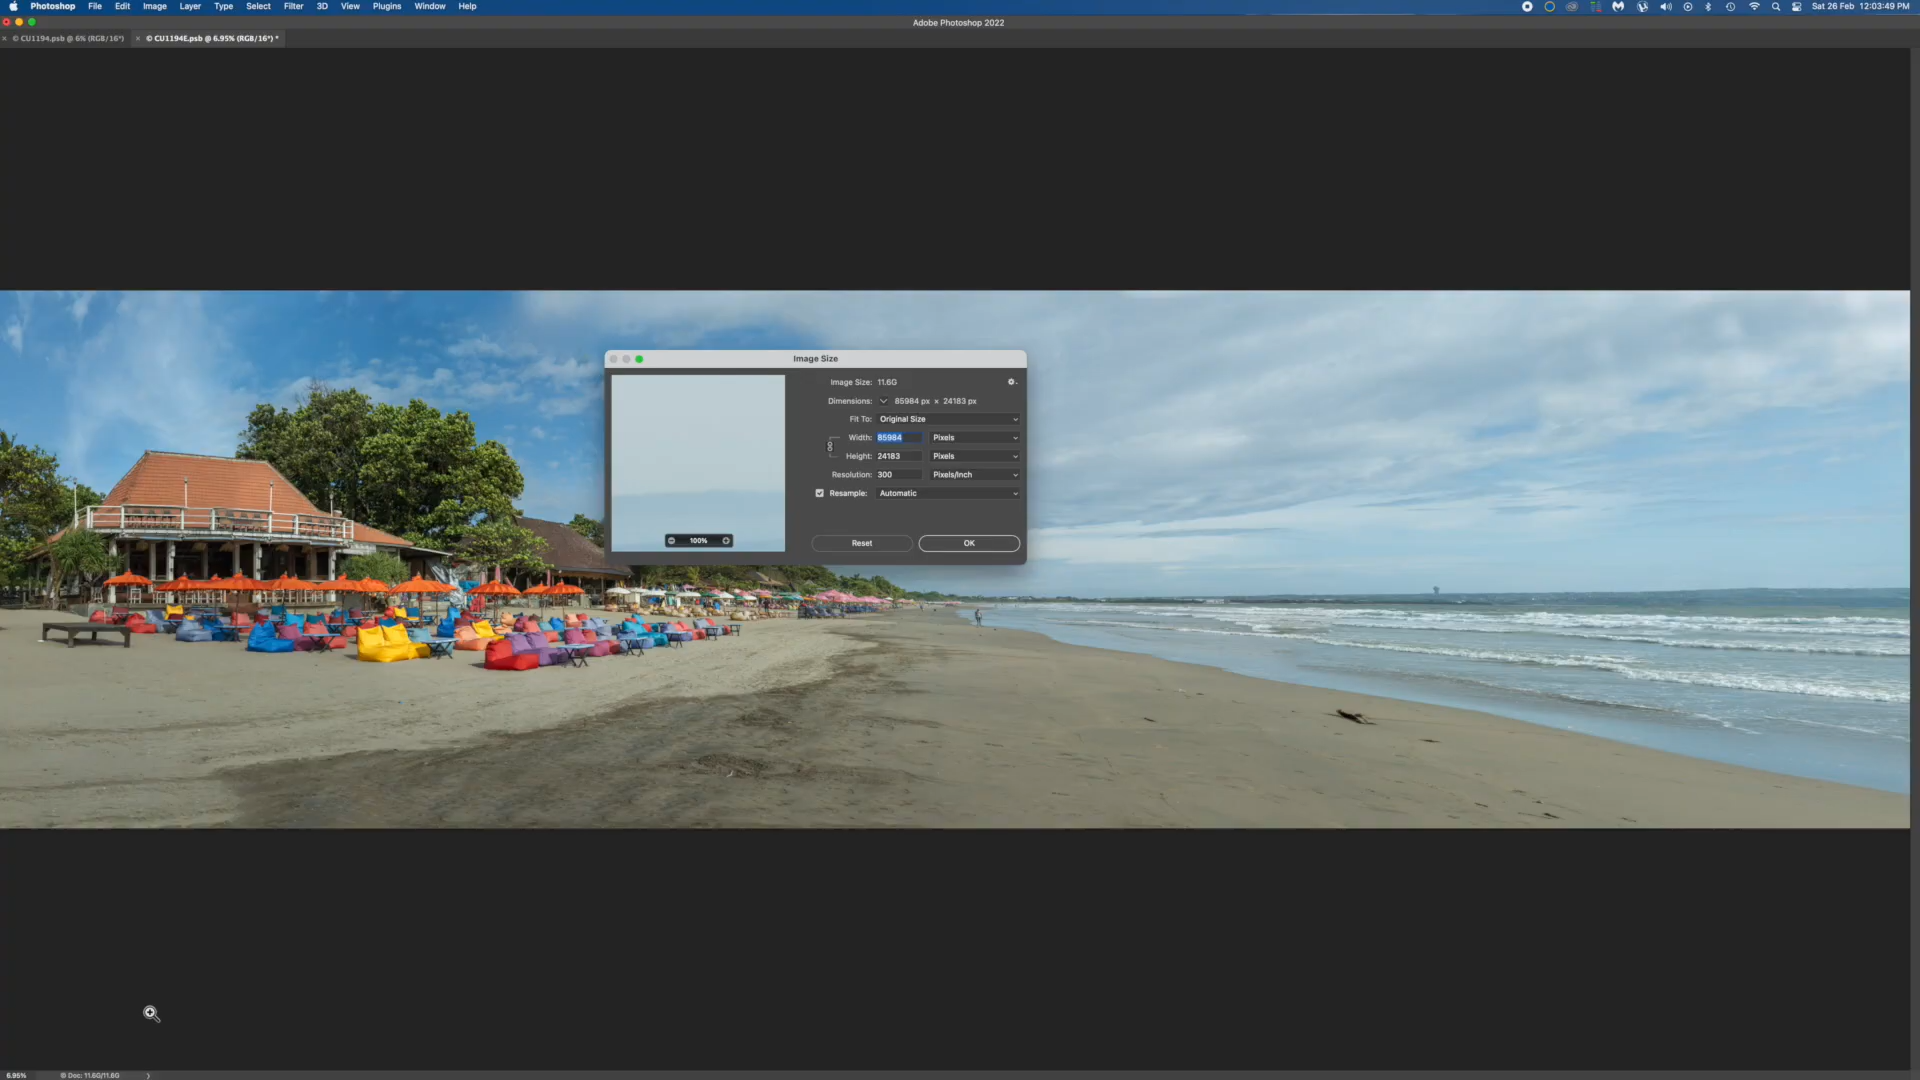 Photoshop File Edit Image Layer Type Select Filter 3D View Plugins Window Help Sat 26 Feb 12:03:49 PM
Adobe Photoshop 2022
× © CU1194.psb @ 6% (RGB/16*) × © CU1194E.psb @ 6.95% (RGB/16*) *
Image Size
Image Size: 11.6G
Dimensions: 85984 px × 24183 px
Fit To: Original Size
Width: 85984 Pixels
Height: 24183 Pixels
Resolution: 300 Pixels/Inch
Resample: Automatic
100%
Reset OK
6.95% © Doc: 11.6G/11.6G